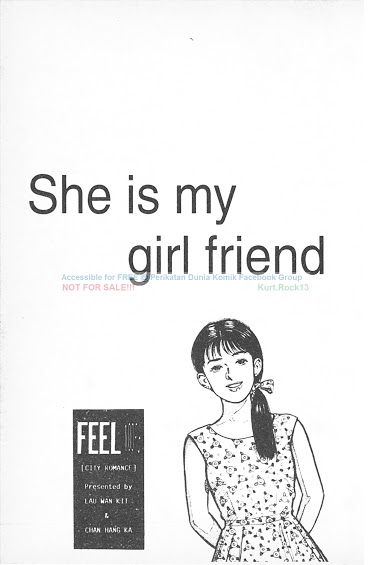 She is my
girl friend
Accessible for FREE @Perikatan Dunia Komik Facebook Group
NOT FOR SALE!!! Kurt.Rock13
FEEL
[CITY ROMANCE]
Presented by
LAU WAN KIT
&
CHAN HANG KA